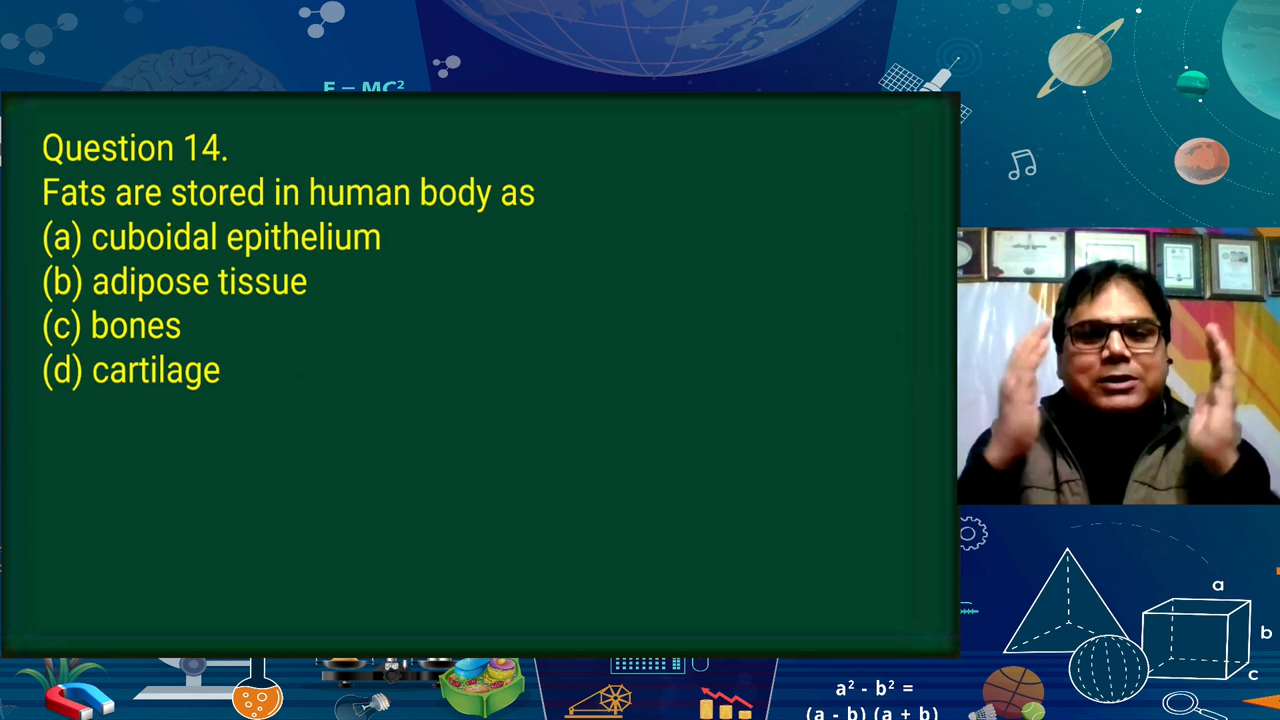 E = MC²
Question 14.
Fats are stored in human body as
(a) cuboidal epithelium
(b) adipose tissue
(c) bones
(d) cartilage
a
b
c
a² - b² =
(a - b) (a + b)